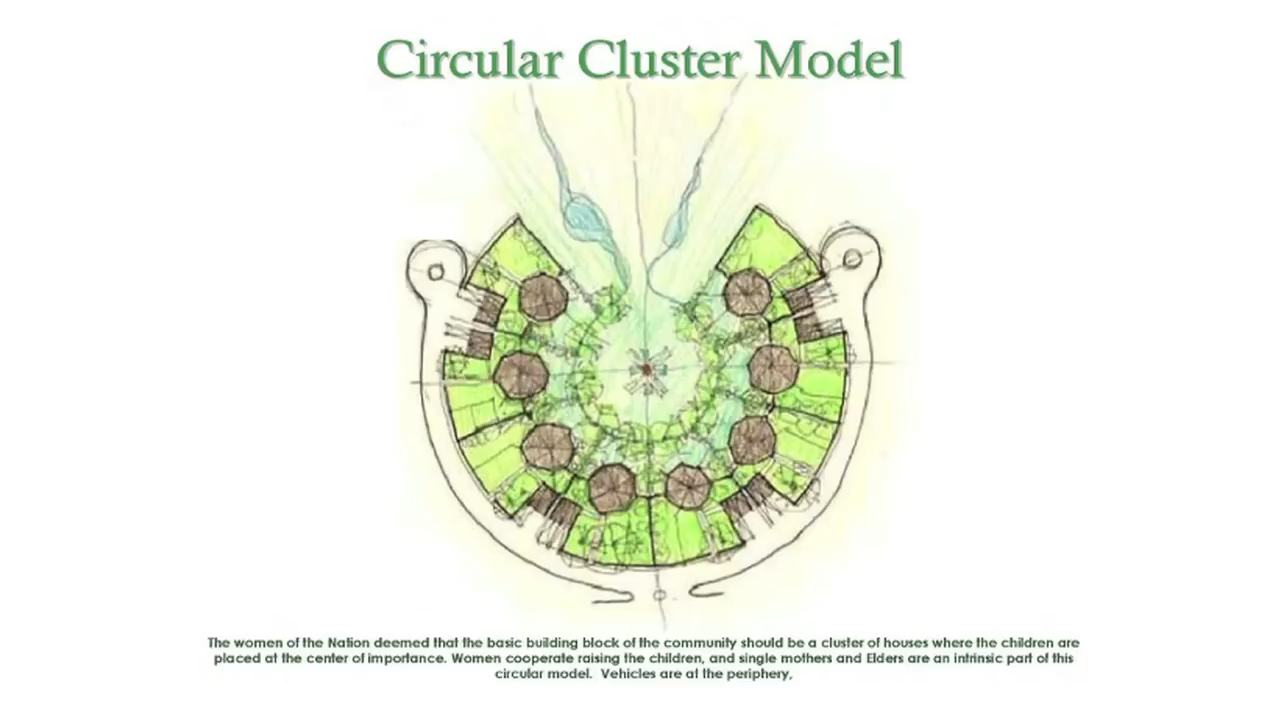 Circular Cluster Model
The women of the Nation deemed that the basic building block of the community should be a cluster of houses where the children are
placed at the center of importance. Women cooperate raising the children, and single mothers and Elders are an intrinsic part of this
circular model. Vehicles are at the periphery,